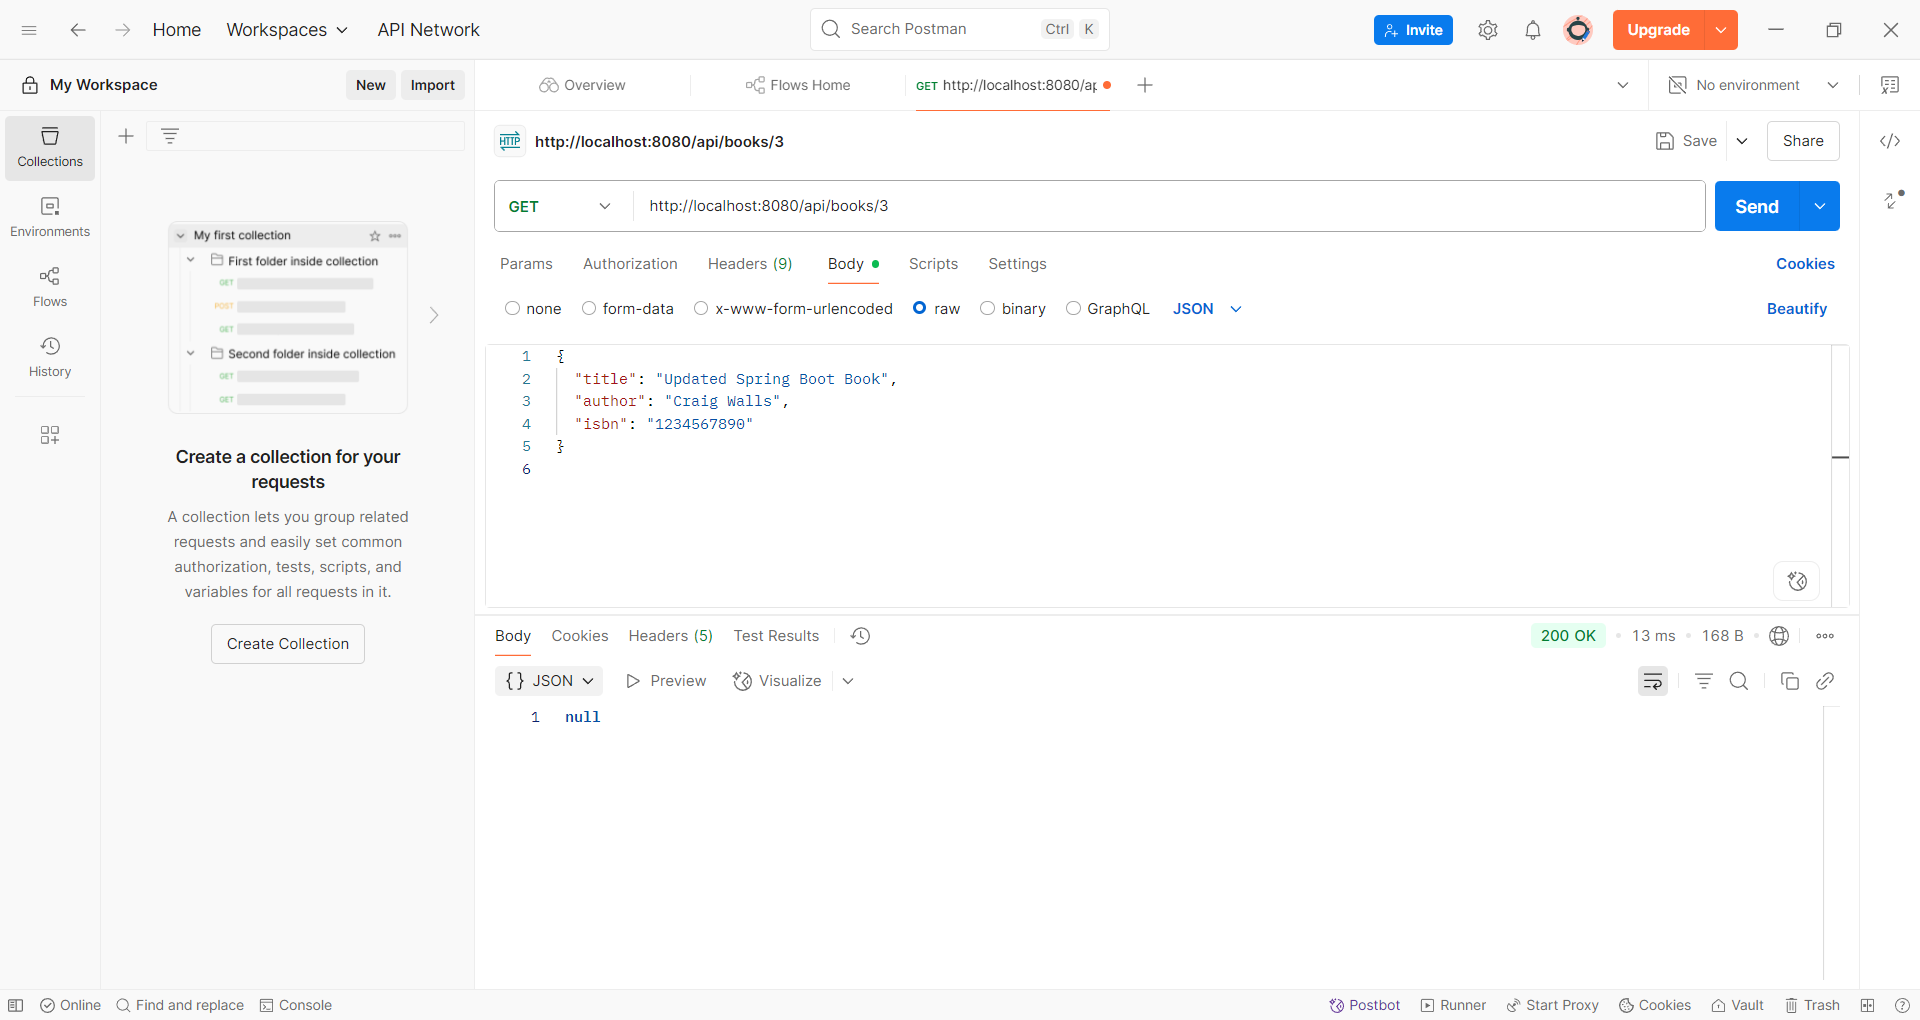 Home Workspaces API Network Search Postman Ctrl K Invite Upgrade
My Workspace New Import Overview Flows Home GET http://localhost:8080/ap No environment
Collections
Environments
Flows
History
My first collection
First folder inside collection
GET
POST
GET
Second folder inside collection
GET
GET
Create a collection for your
requests
A collection lets you group related
requests and easily set common
authorization, tests, scripts, and
variables for all requests in it.
Create Collection
HTTP http://localhost:8080/api/books/3 Save Share
GET http://localhost:8080/api/books/3 Send
Params Authorization Headers (9) Body Scripts Settings Cookies
none form-data x-www-form-urlencoded raw binary GraphQL JSON Beautify
1 {
2 "title": "Updated Spring Boot Book",
3 "author": "Craig Walls",
4 "isbn": "1234567890"
5 }
6
Body Cookies Headers (5) Test Results 200 OK 13 ms 168 B
{} JSON Preview Visualize
1 null
Online Find and replace Console Postbot Runner Start Proxy Cookies Vault Trash